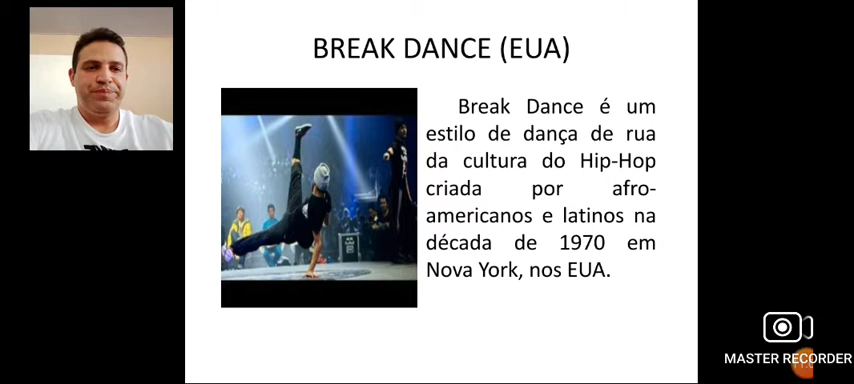 BREAK DANCE (EUA)
Break Dance é um
estilo de dança de rua
da cultura do Hip-Hop
criada por afro-
americanos e latinos na
década de 1970 em
Nova York, nos EUA.
MASTER RECORDER